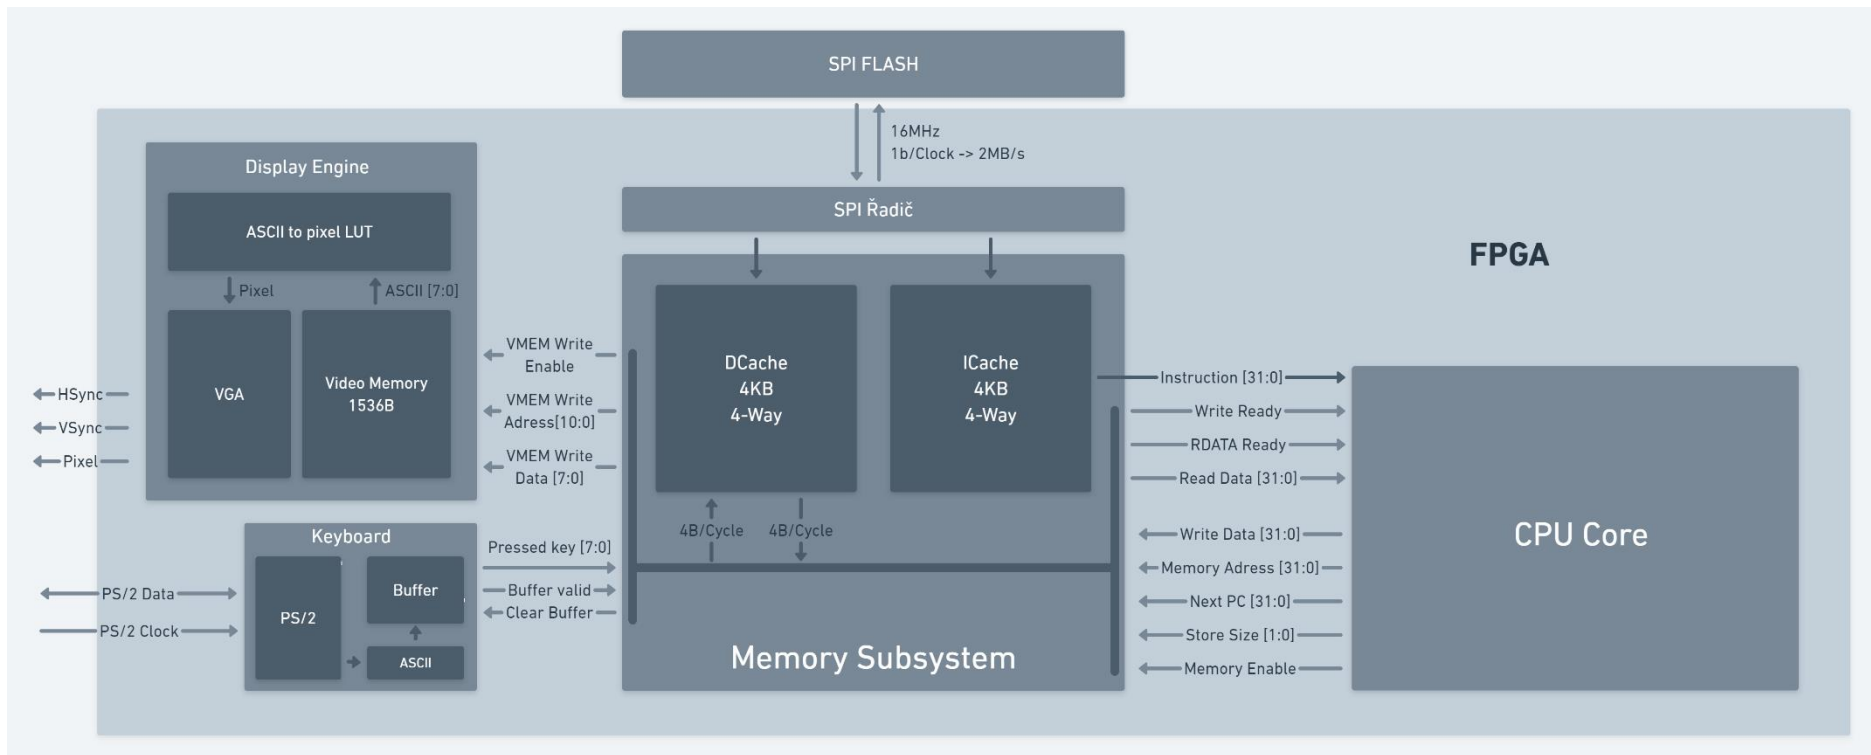 SPI FLASH
16MHz
1b/Clock -> 2MB/s
SPI Řadič
FPGA
Display Engine
ASCII to pixel LUT
Pixel
ASCII [7:0]
VGA
Video Memory
1536B
HSync
VSync
Pixel
VMEM Write
Enable
VMEM Write
Adress[10:0]
VMEM Write
Data [7:0]
DCache
4KB
4-Way
ICache
4KB
4-Way
4B/Cycle
4B/Cycle
Memory Subsystem
Instruction [31:0]
Write Ready
RDATA Ready
Read Data [31:0]
Write Data [31:0]
Memory Adress [31:0]
Next PC [31:0]
Store Size [1:0]
Memory Enable
CPU Core
Keyboard
PS/2
Buffer
ASCII
PS/2 Data
PS/2 Clock
Pressed key [7:0]
Buffer valid
Clear Buffer